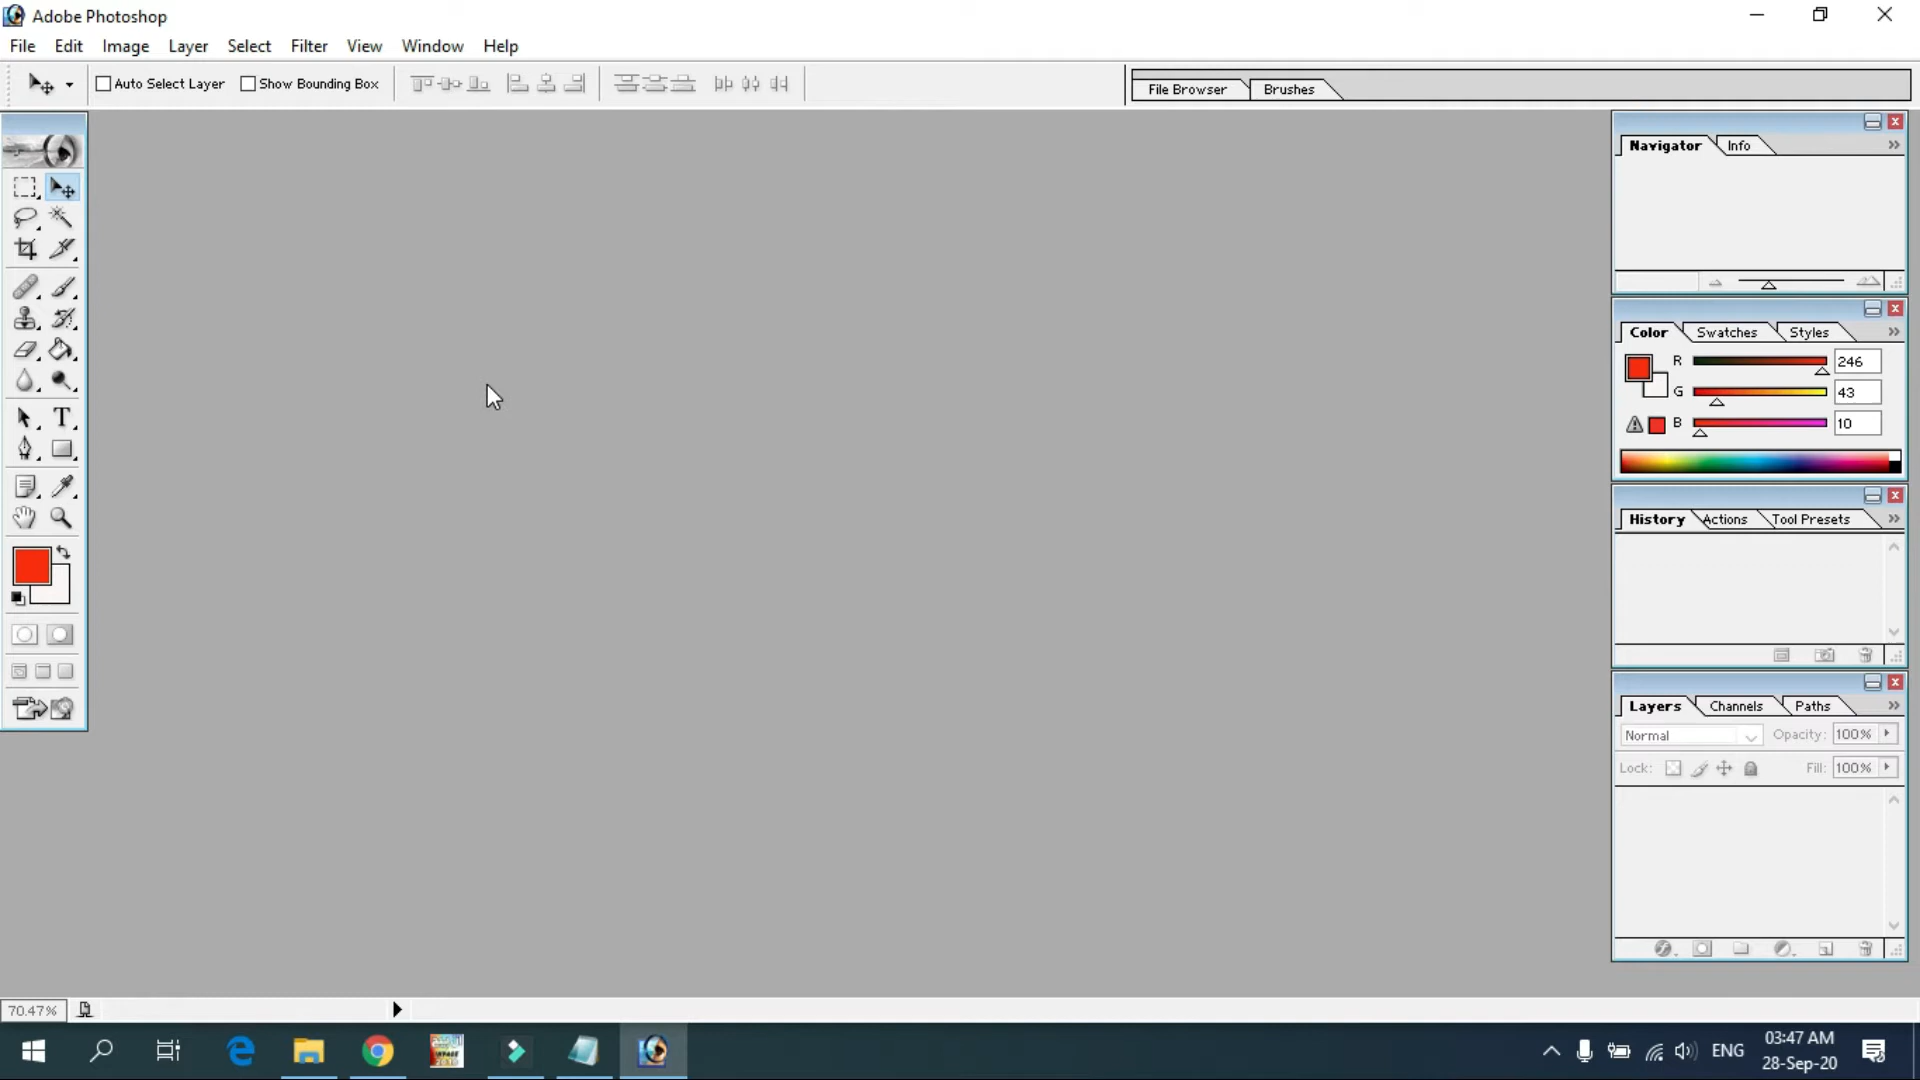 Adobe Photoshop
File Edit Image Layer Select Filter View Window Help
Auto Select Layer Show Bounding Box
File Browser Brushes
Navigator Info
Color Swatches Styles
R 246
G 43
B 10
History Actions Tool Presets
Layers Channels Paths
Normal Opacity: 100%
Lock: Fill: 100%
T
70.47%
ENG
03:47 AM
28-Sep-20